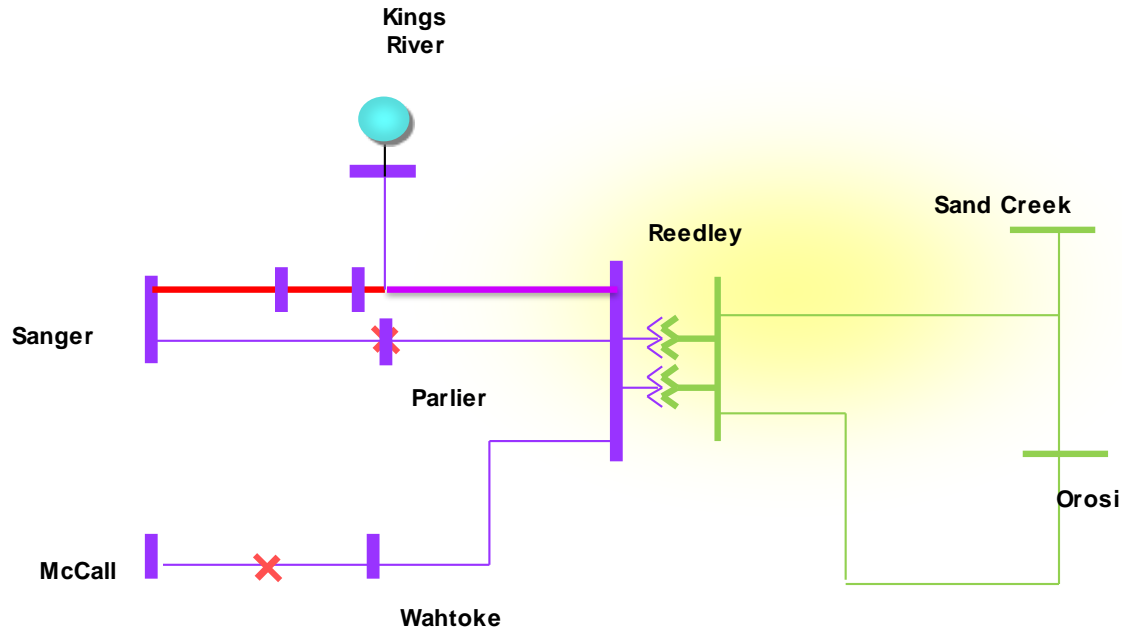 Kings
River
Sand Creek
Reedley
Sanger
Parlier
Orosi
McCall
Wahtoke